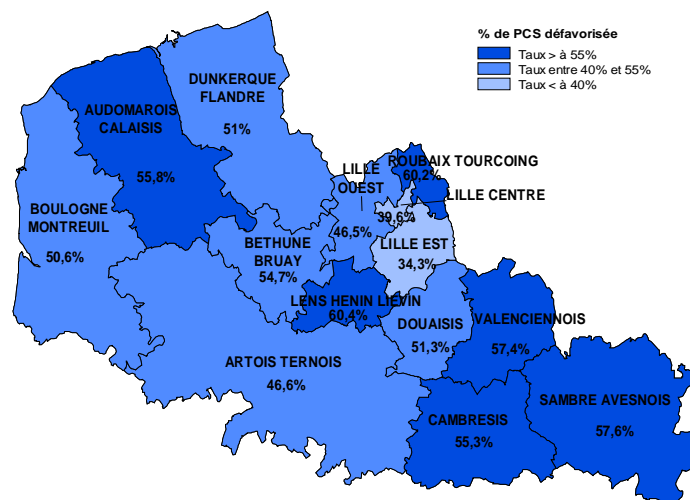 % de PCS défavorisée
Taux > à 55%
Taux entre 40% et 55%
Taux < à 40%
DUNKERQUE
FLANDRE
51%
AUDOMAROIS
CALAISIS
55,8%
BOULOGNE
MONTREUIL
50,6%
LILLE
OUEST
46,5%
ROUBAIX TOURCOING
60,2%
LILLE CENTRE
39,6%
LILLE EST
34,3%
BETHUNE
BRUAY
54,7%
LENS HENIN LIEVIN
60,4%
DOUAISIS
51,3%
VALENCIENNOIS
57,4%
ARTOIS TERNOIS
46,6%
CAMBRESIS
55,3%
SAMBRE AVESNOIS
57,6%